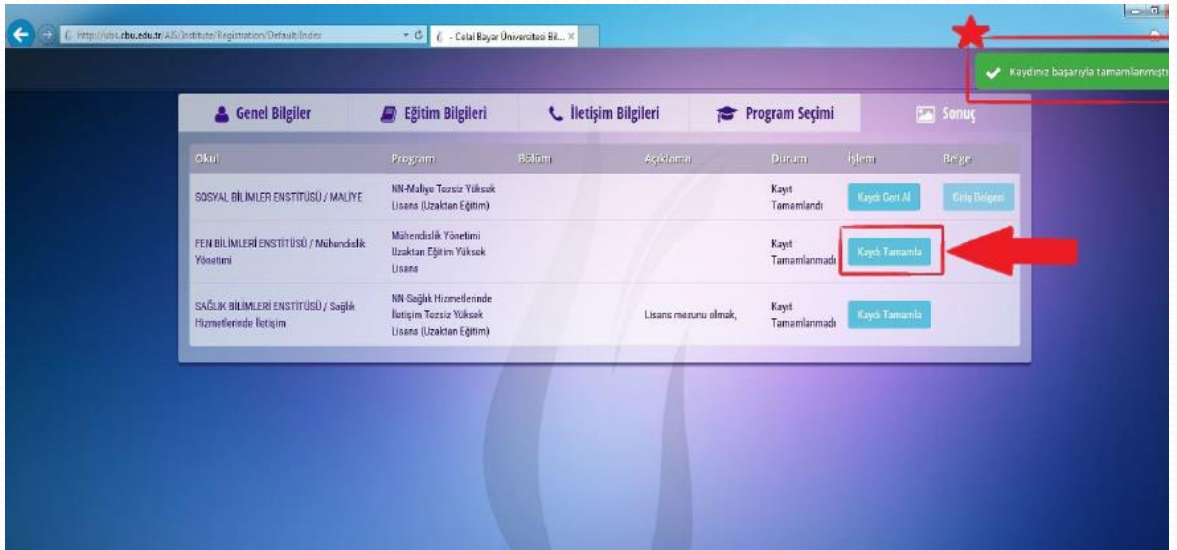 http://ubs.cbu.edu.tr/AIS/Institute/Registration/Default/Index
- Celal Bayar Üniversitesi Bil...
Kaydınız başarıyla tamamlanmıştı
Genel Bilgiler Eğitim Bilgileri İletişim Bilgileri Program Seçimi Sonuç
Okul Program Bölüm Açıklama Durum İşlem Belge
SOSYAL BİLİMLER ENSTİTÜSÜ / MALİYE
NN-Maliye Tezsiz Yüksek
Lisans (Uzaktan Eğitim)
Kayıt
Tamamlandı
Kaydı Geri Al
Giriş Belgesi
FEN BİLİMLERİ ENSTİTÜSÜ / Mühendislik
Yönetimi
Mühendislik Yönetimi
Uzaktan Eğitim Yüksek
Lisans
Kayıt
Tamamlanmadı
Kaydı Tamamla
SAĞLIK BİLİMLERİ ENSTİTÜSÜ / Sağlık
Hizmetlerinde İletişim
NN-Sağlık Hizmetlerinde
İletişim Tezsiz Yüksek
Lisans (Uzaktan Eğitim)
Lisans mezunu olmak,
Kayıt
Tamamlanmadı
Kaydı Tamamla